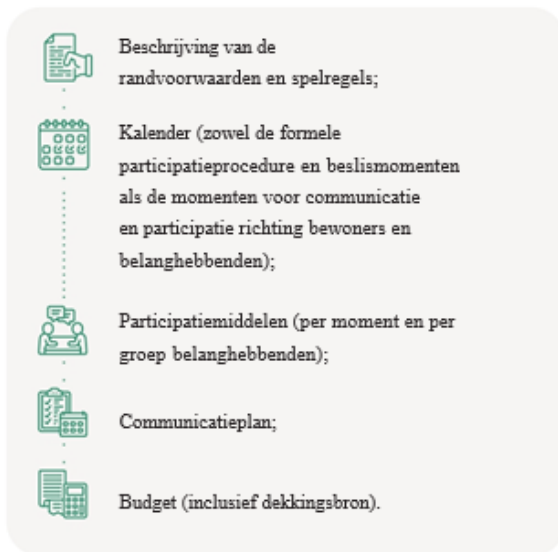 Beschrijving van de
randvoorwaarden en spelregels;
Kalender (zowel de formele
participatieprocedure en beslismomenten
als de momenten voor communicatie
en participatie richting bewoners en
belanghebbenden);
Participatiemiddelen (per moment en per
groep belanghebbenden);
Communicatieplan;
Budget (inclusief dekkingsbron).